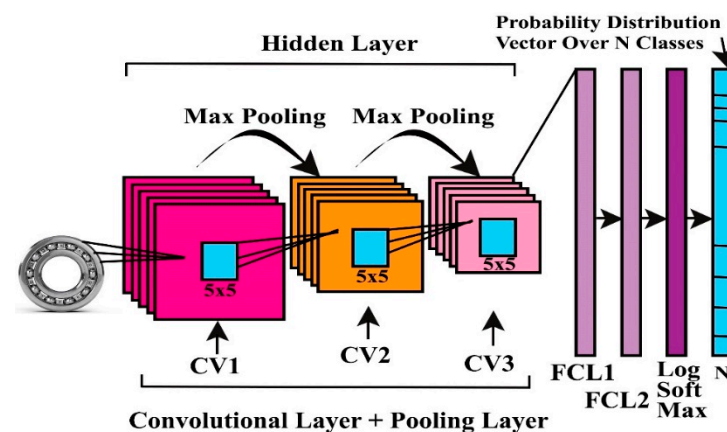 Probability Distribution
Vector Over N Classes
Hidden Layer
Max Pooling
Max Pooling
5x5
5x5
5x5
CV1
CV2
CV3
FCL1
FCL2
Log
Soft
Max
N
Convolutional Layer + Pooling Layer